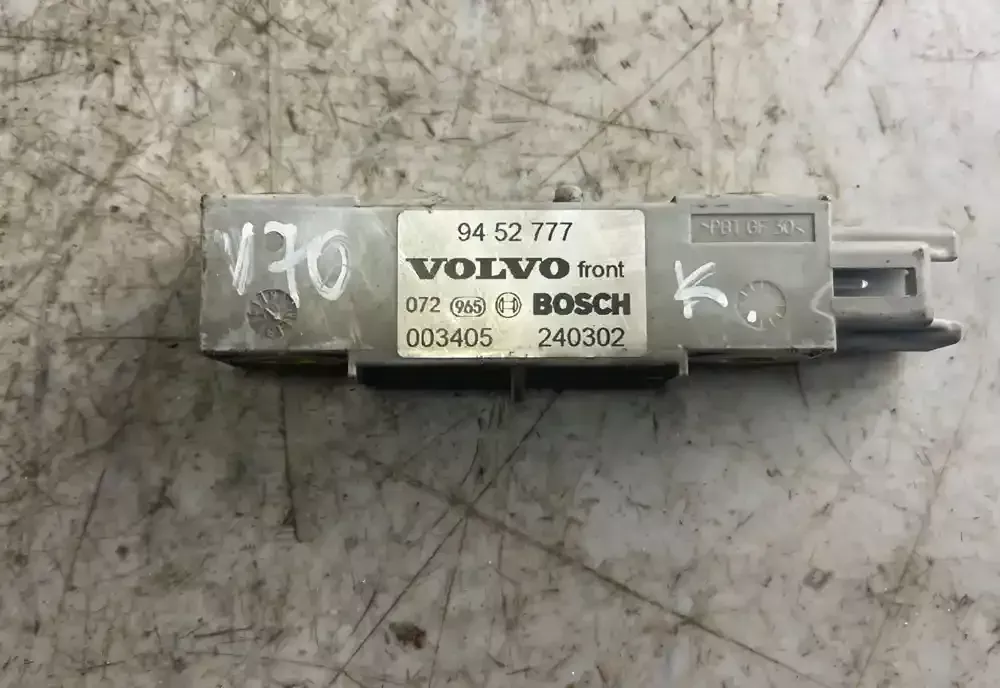 V70
94 52 777
VOLVO front
072 965 BOSCH
003405 240302
K
>PBT GF 30<